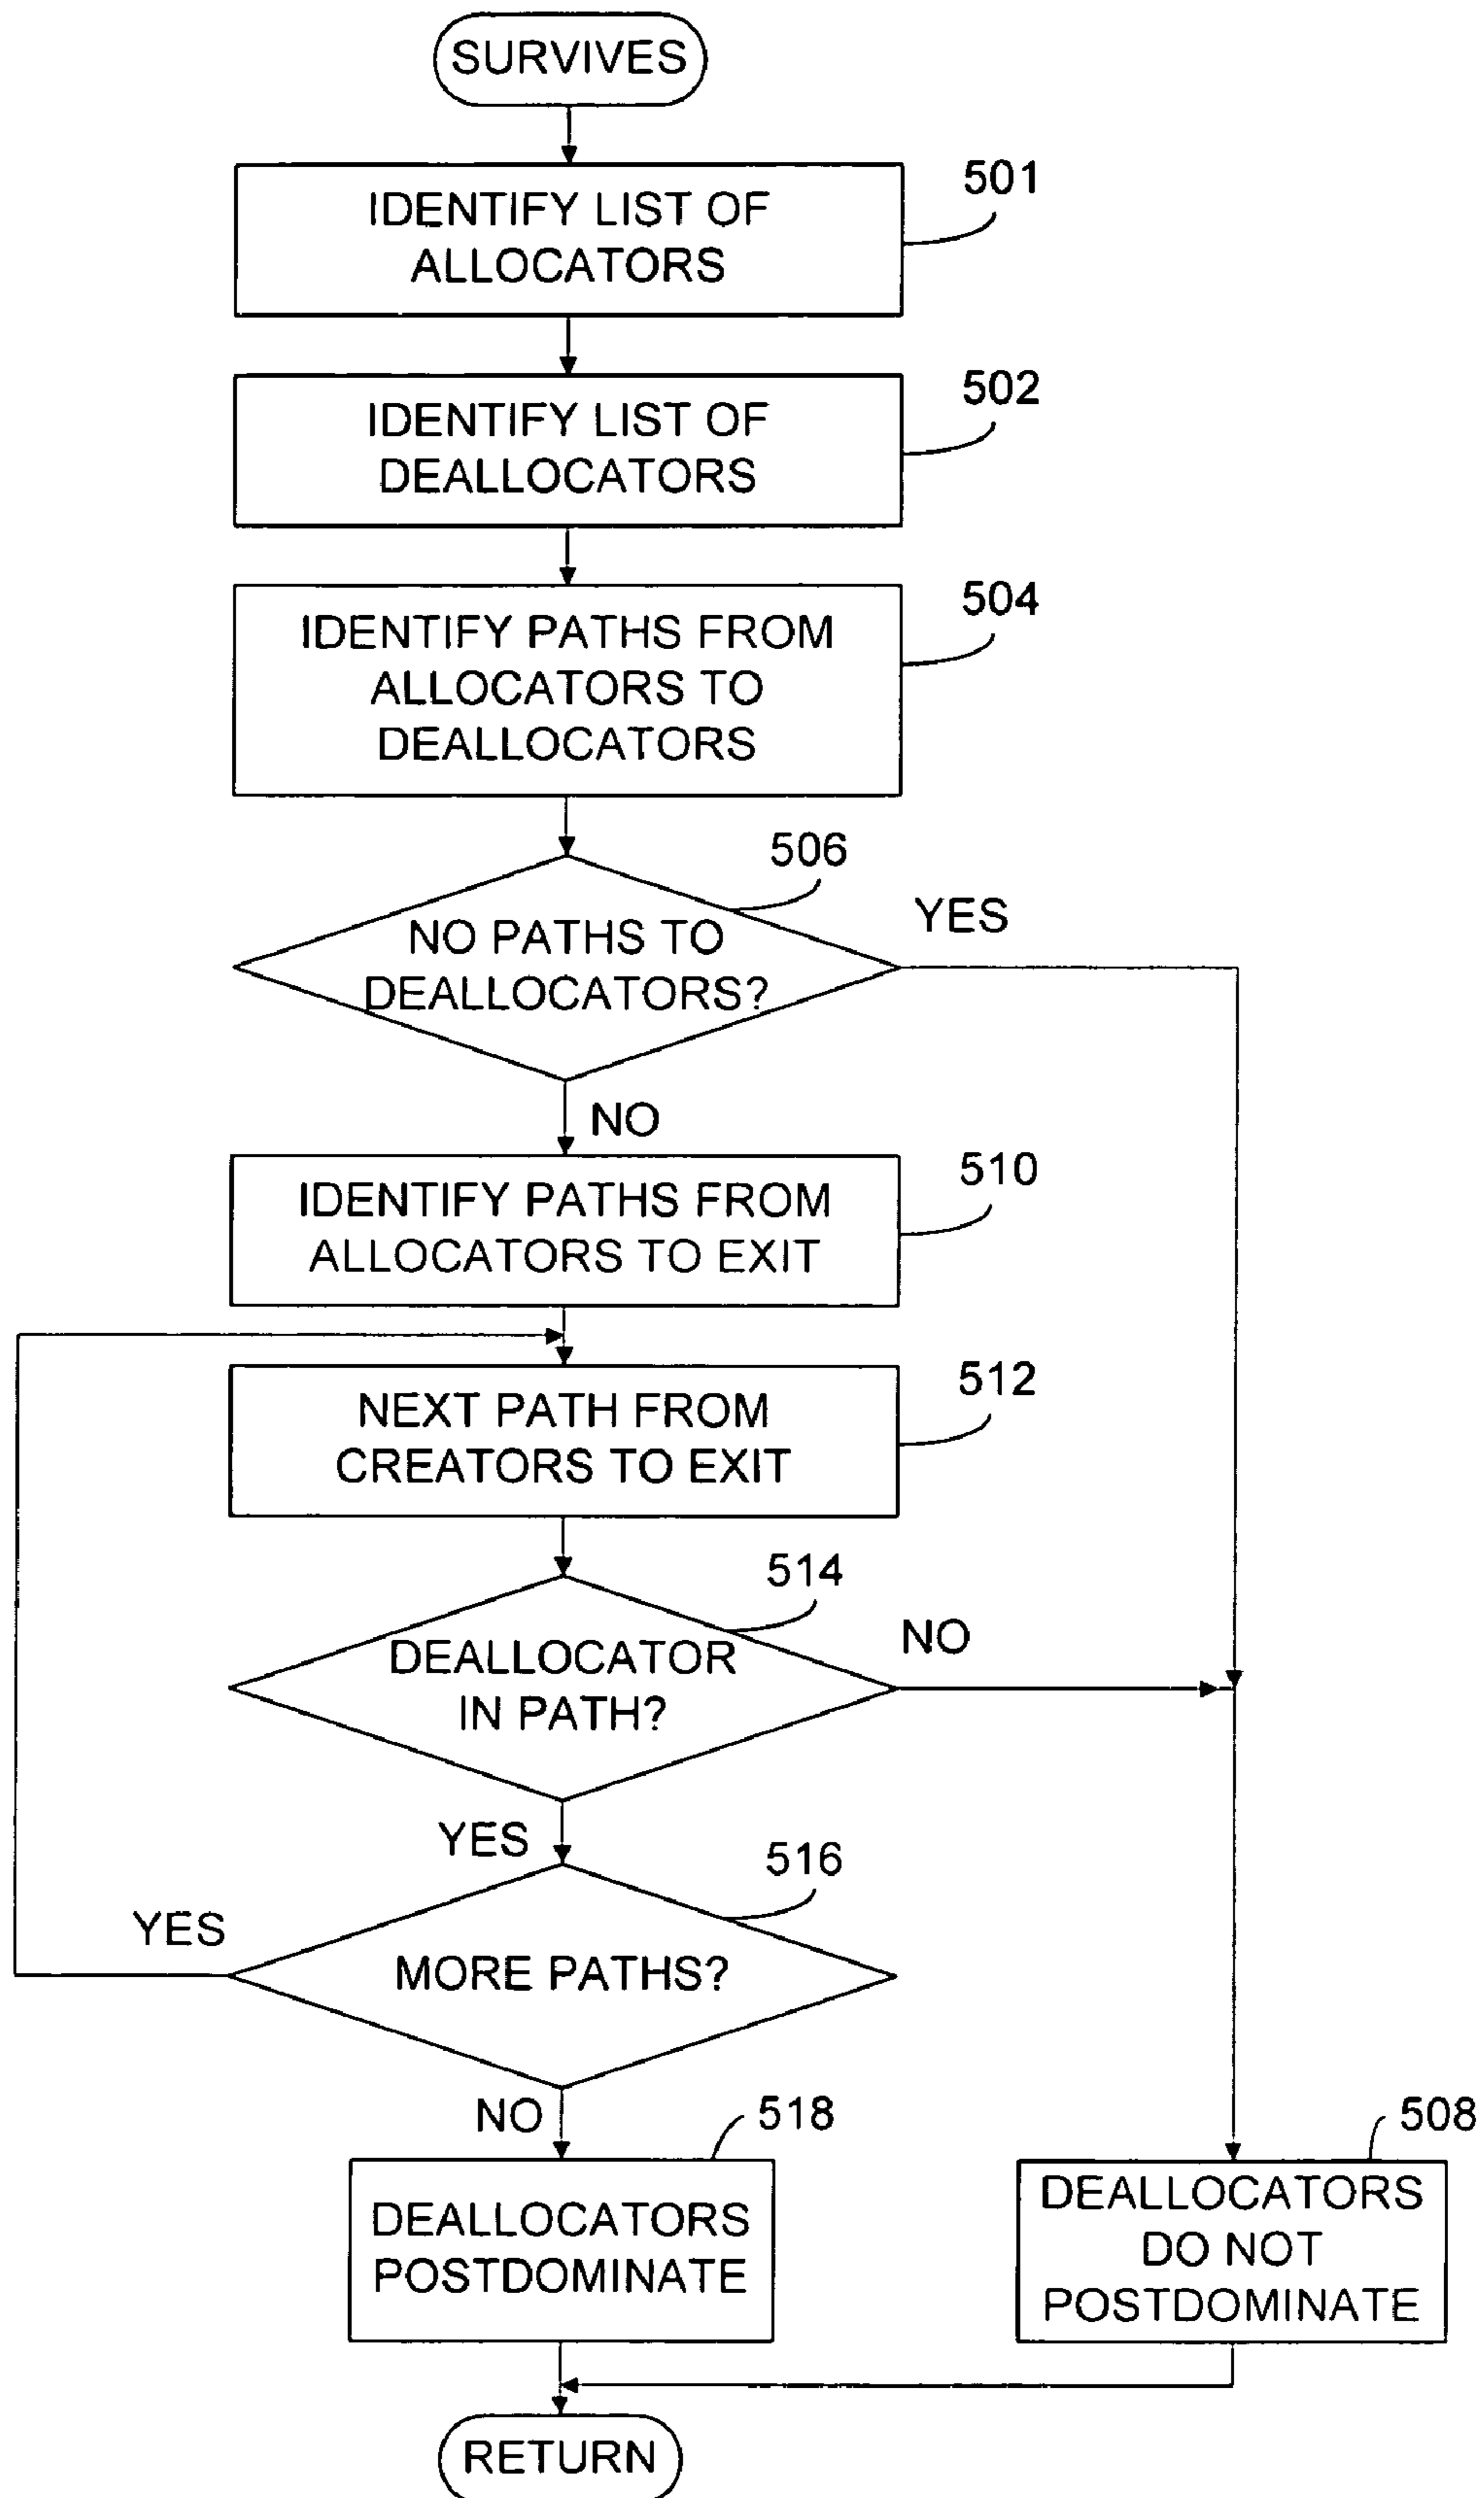 SURVIVES
501
IDENTIFY LIST OF
ALLOCATORS
502
IDENTIFY LIST OF
DEALLOCATORS
504
IDENTIFY PATHS FROM
ALLOCATORS TO
DEALLOCATORS
506
YES
NO PATHS TO
DEALLOCATORS?
NO
510
IDENTIFY PATHS FROM
ALLOCATORS TO EXIT
512
NEXT PATH FROM
CREATORS TO EXIT
514
NO
DEALLOCATOR
IN PATH?
YES
516
YES
MORE PATHS?
NO
518
508
DEALLOCATORS
POSTDOMINATE
DEALLOCATORS
DO NOT
POSTDOMINATE
RETURN